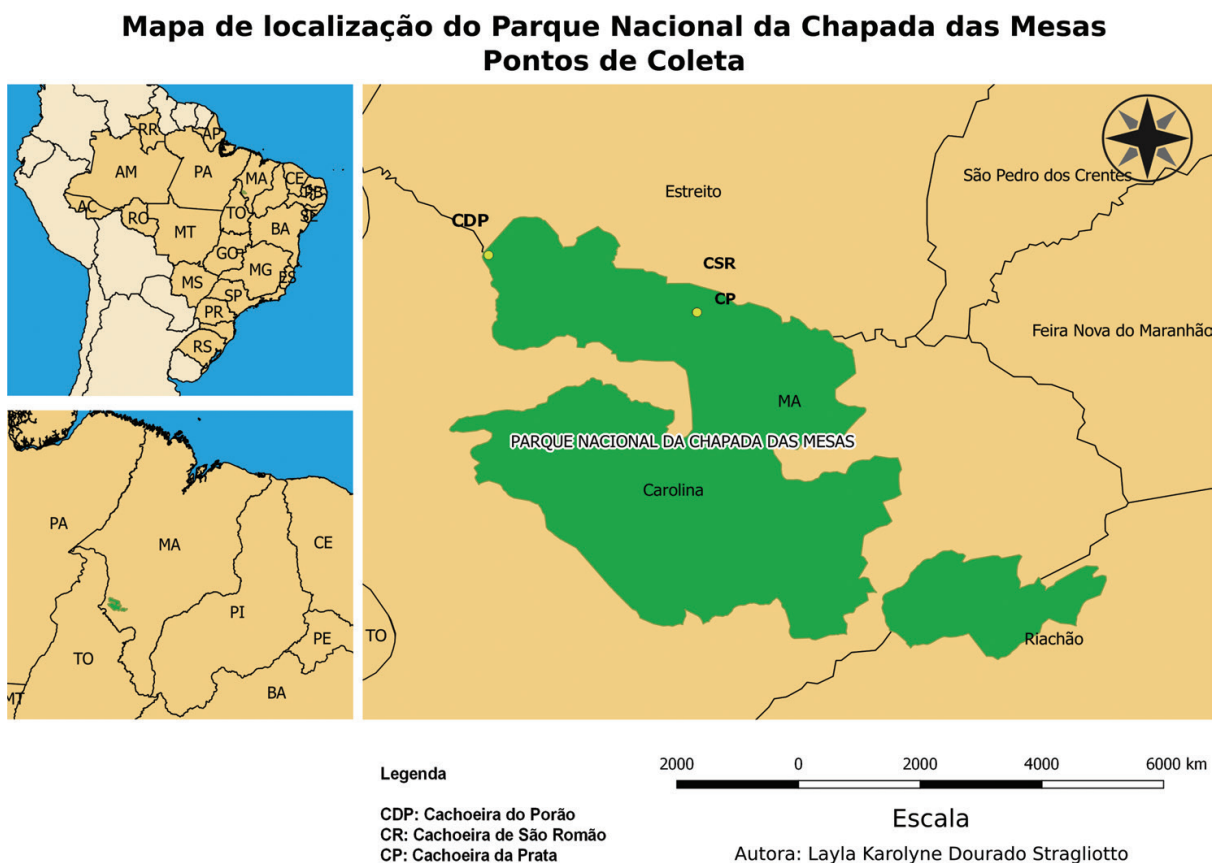 Mapa de localização do Parque Nacional da Chapada das Mesas
Pontos de Coleta
RR
AP
AM
PA
MA
CE
PB
AC
RO
TO
SE
MT
BA
GO
MG
ES
MS
SP
PR
RS
Estreito
São Pedro dos Crentes
CDP
CSR
CP
Feira Nova do Maranhão
MA
PARQUE NACIONAL DA CHAPADA DAS MESAS
Carolina
TO
Riachão
PA
MA
CE
PI
PE
TO
BA
MT
Legenda
CDP: Cachoeira do Porão
CR: Cachoeira de São Romão
CP: Cachoeira da Prata
2000 0 2000 4000 6000 km
Escala
Autora: Layla Karolyne Dourado Stragliotto